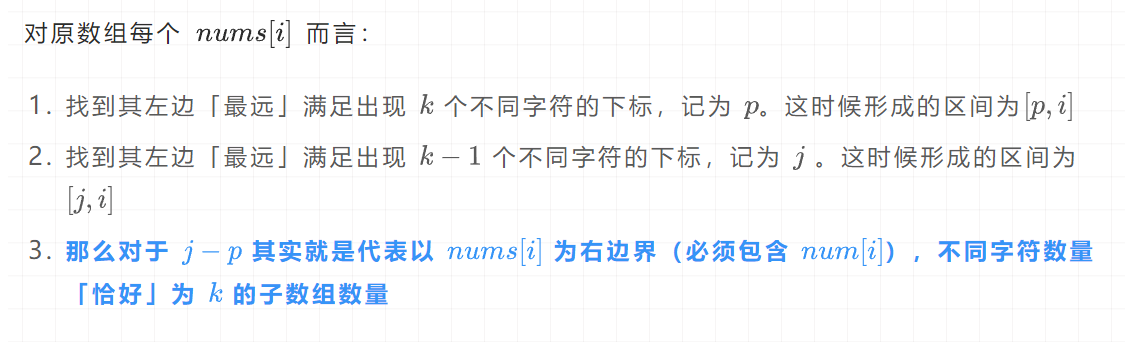 对原数组每个 nums[i] 而言：
1. 找到其左边「最远」满足出现 k 个不同字符的下标，记为 p。这时候形成的区间为[p, i]
2. 找到其左边「最远」满足出现 k − 1 个不同字符的下标，记为 j 。这时候形成的区间为
[j, i]
3. 那么对于 j − p 其实就是代表以 nums[i] 为右边界（必须包含 num[i]），不同字符数量
「恰好」为 k 的子数组数量